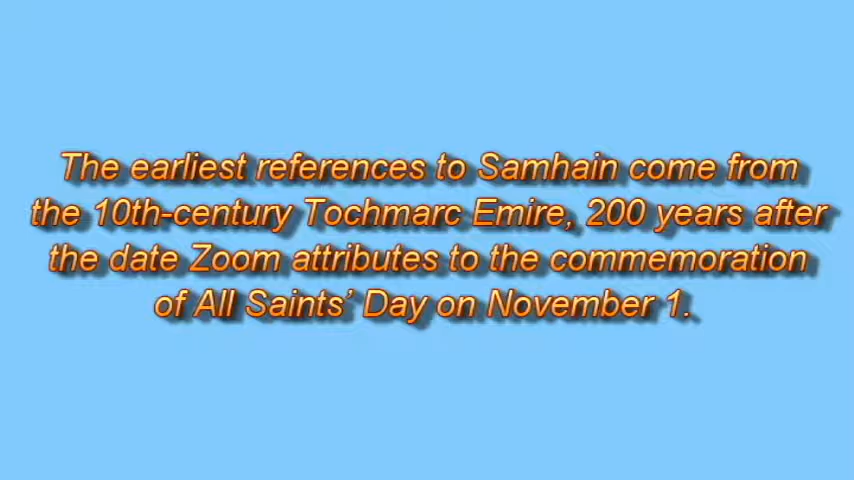 The earliest references to Samhain come from
the 10th-century Tochmarc Emire, 200 years after
the date Zoom attributes to the commemoration
of All Saints’ Day on November 1.